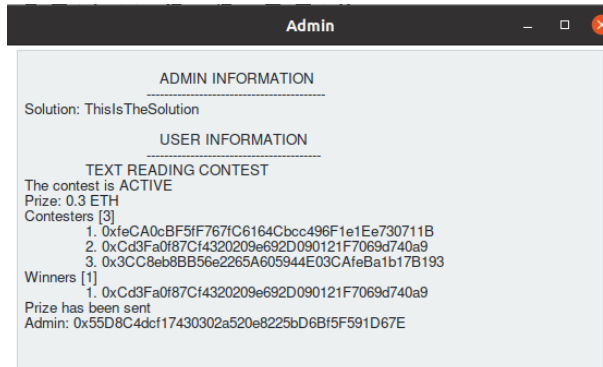 Admin
ADMIN INFORMATION
-----------------------------------------
Solution: ThisIsTheSolution
USER INFORMATION
----------------------------------------
TEXT READING CONTEST
The contest is ACTIVE
Prize: 0.3 ETH
Contesters [3]
1. 0xfeCA0cBF5fF767fC6164Cbcc496F1e1Ee730711B
2. 0xCd3Fa0f87Cf4320209e692D090121F7069d740a9
3. 0x3CC8eb8BB56e2265A605944E03CAfeBa1b17B193
Winners [1]
1. 0xCd3Fa0f87Cf4320209e692D090121F7069d740a9
Prize has been sent
Admin: 0x55D8C4dcf17430302a520e8225bD6Bf5F591D67E